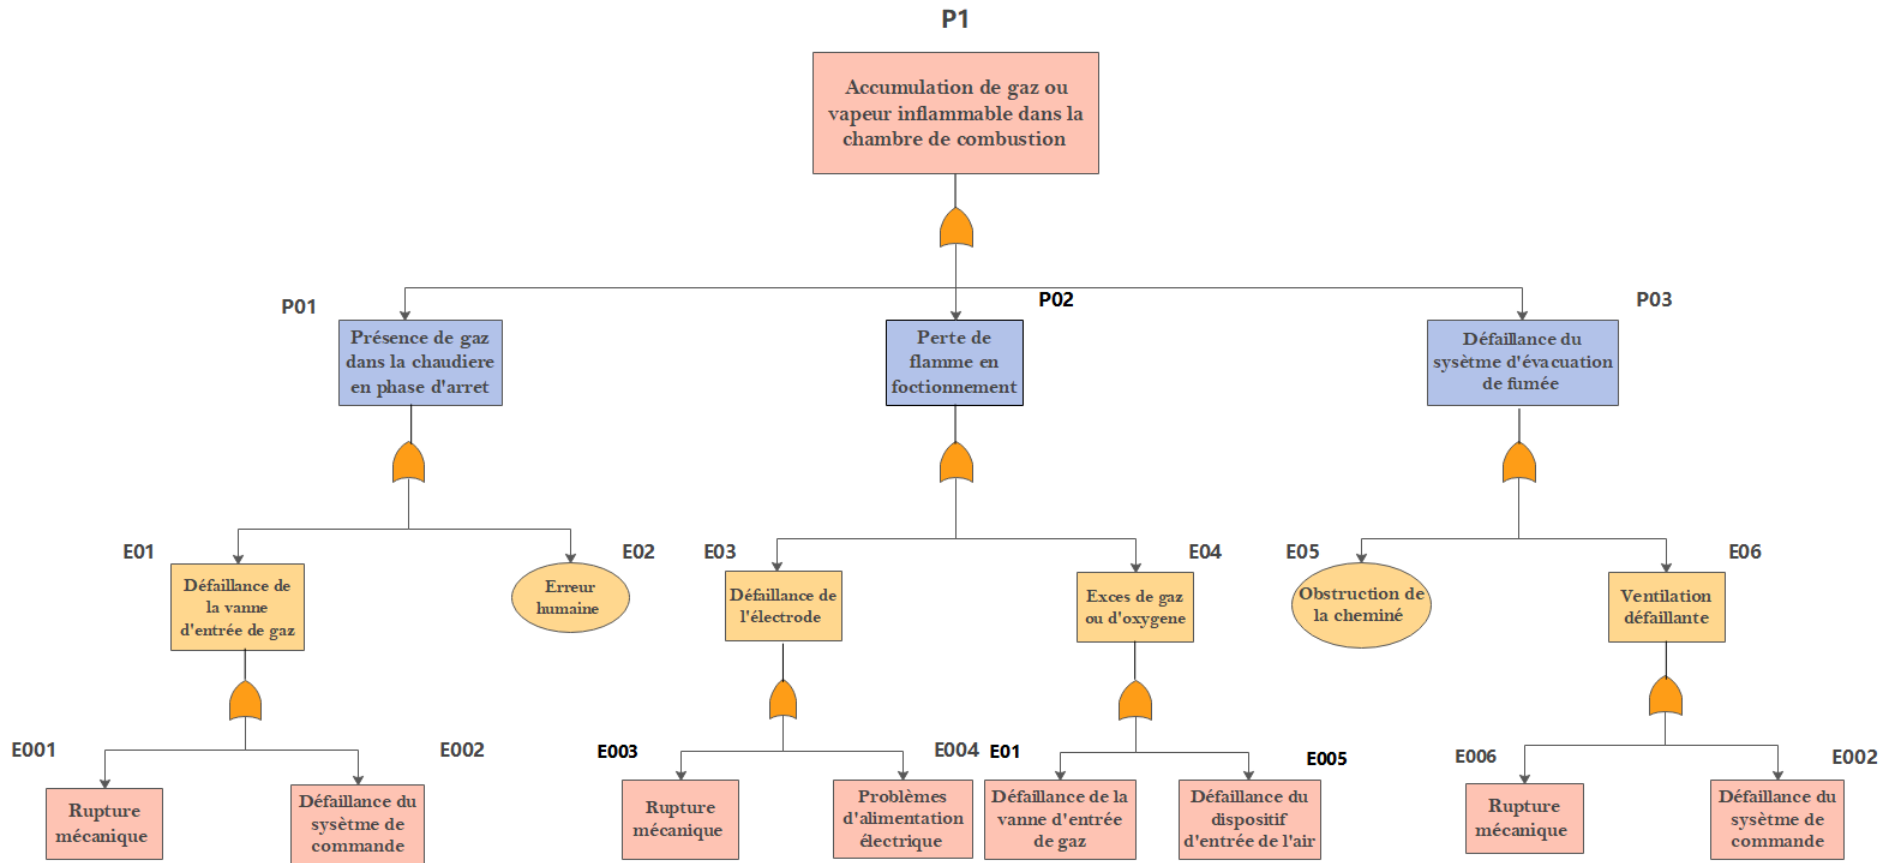 P1
Accumulation de gaz ou
vapeur inflammable dans la
chambre de combustion
P01
Présence de gaz
dans la chaudiere
en phase d'arret
P02
Perte de
flamme en
foctionnement
P03
Défaillance du
sysètme d'évacuation
de fumée
E01
Défaillance de
la vanne
d'entrée de gaz
E02
Erreur
humaine
E03
Défaillance de
l'électrode
E04
Exces de gaz
ou d'oxygene
E05
Obstruction de
la cheminé
E06
Ventilation
défaillante
E001
Rupture
mécanique
E002
Défaillance du
sysètme de
commande
E003
Rupture
mécanique
E004
Problèmes
d'alimentation
électrique
E01
Défaillance de la
vanne d'entrée
de gaz
E005
Défaillance du
dispositif
d'entrée de l'air
E006
Rupture
mécanique
E002
Défaillance du
sysètme de
commande